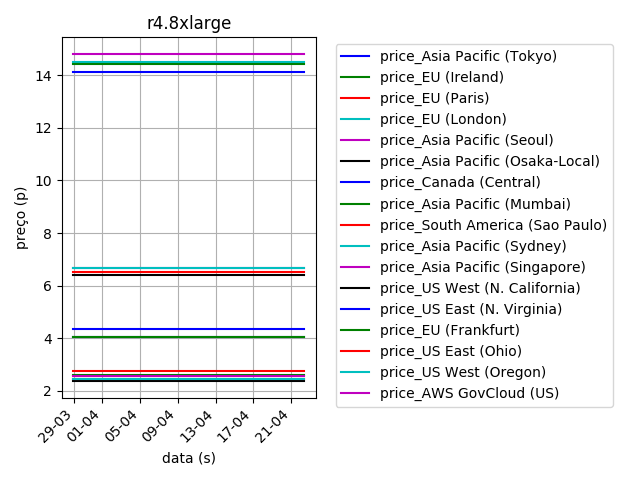 r4.8xlarge
14
12
10
8
6
4
2
preço (p)
29-03
01-04
05-04
09-04
13-04
17-04
21-04
data (s)
price_Asia Pacific (Tokyo)
price_EU (Ireland)
price_EU (Paris)
price_EU (London)
price_Asia Pacific (Seoul)
price_Asia Pacific (Osaka-Local)
price_Canada (Central)
price_Asia Pacific (Mumbai)
price_South America (Sao Paulo)
price_Asia Pacific (Sydney)
price_Asia Pacific (Singapore)
price_US West (N. California)
price_US East (N. Virginia)
price_EU (Frankfurt)
price_US East (Ohio)
price_US West (Oregon)
price_AWS GovCloud (US)